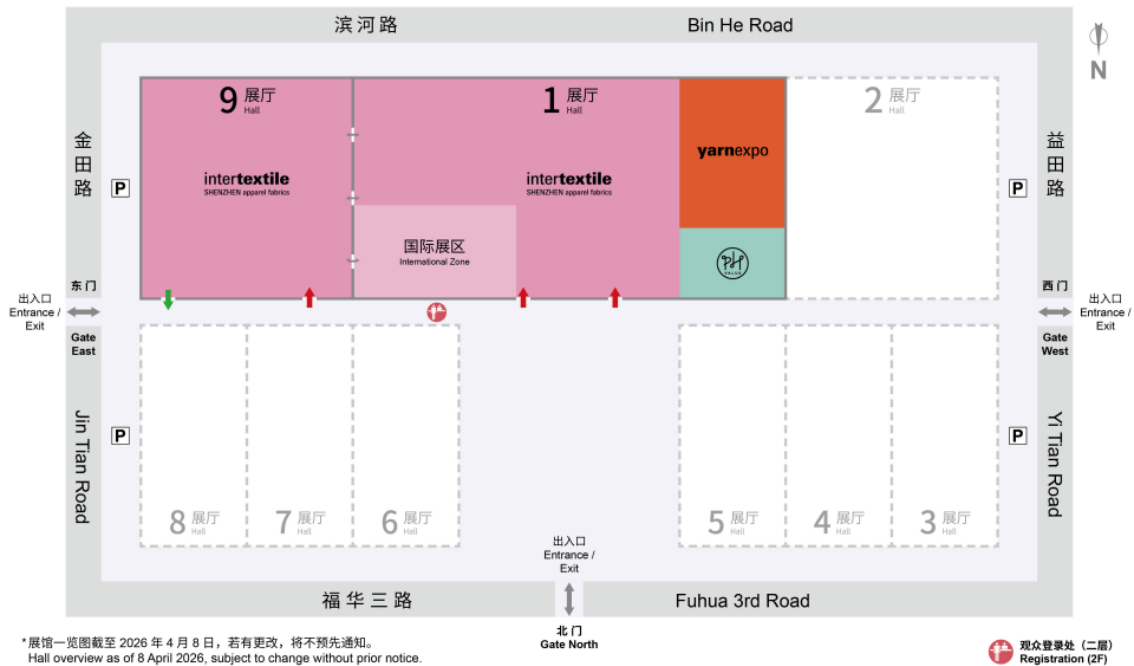 滨河路 Bin He Road
N
9 展厅
Hall
1 展厅
Hall
2 展厅
Hall
金田路
益田路
yarnexpo
intertextile
SHENZHEN apparel fabrics
intertextile
SHENZHEN apparel fabrics
P
P
国际展区
International Zone
PH
VALUE
东门
西门
出入口
Entrance /
Exit
出入口
Entrance /
Exit
Gate
East
Gate
West
Jin Tian Road
Yi Tian Road
P
P
8 展厅
Hall
7 展厅
Hall
6 展厅
Hall
5 展厅
Hall
4 展厅
Hall
3 展厅
Hall
出入口
Entrance /
Exit
福华三路 Fuhua 3rd Road
北门
Gate North
*展馆一览图截至 2026 年 4 月 8 日，若有更改，将不预先通知。
Hall overview as of 8 April 2026, subject to change without prior notice.
观众登录处（二层）
Registration (2F)